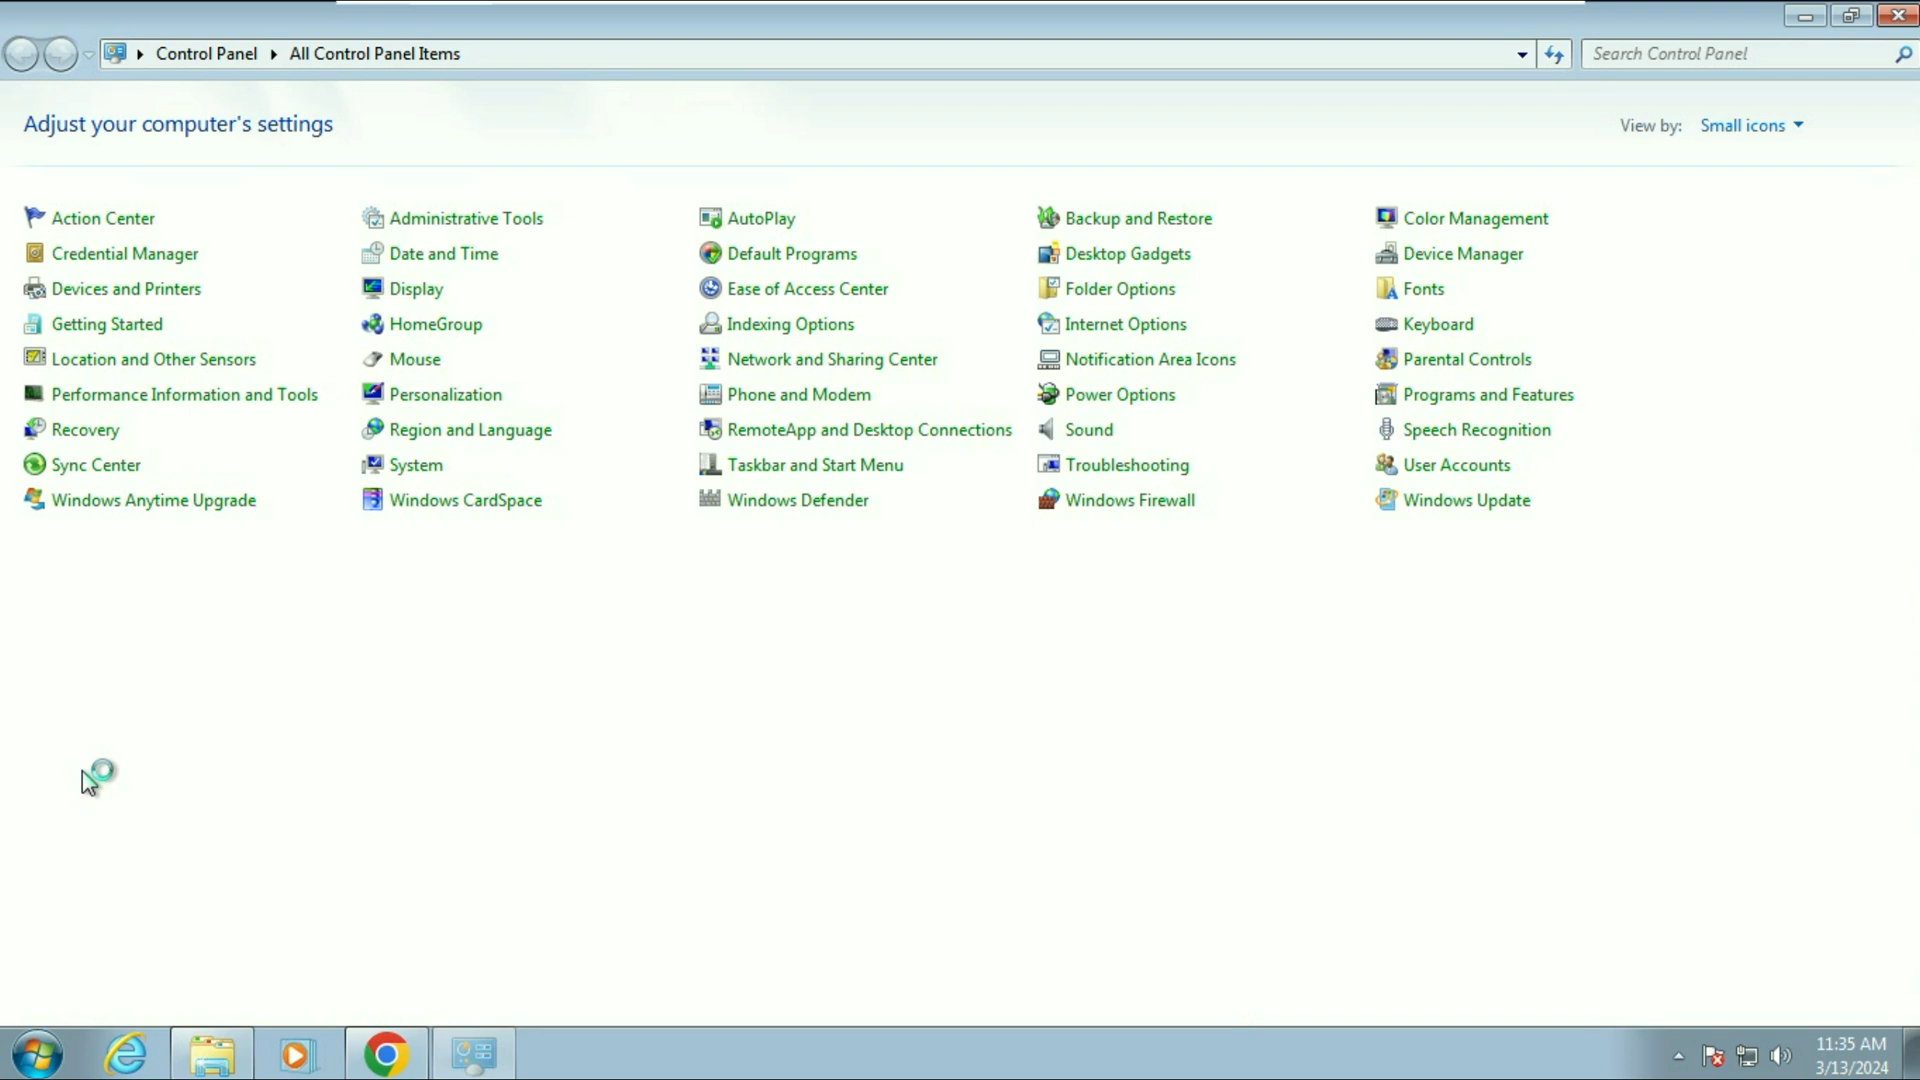 Control Panel ▸ All Control Panel Items
Search Control Panel
Adjust your computer's settings
View by: Small icons
Action Center Administrative Tools AutoPlay Backup and Restore Color Management
Credential Manager Date and Time Default Programs Desktop Gadgets Device Manager
Devices and Printers Display Ease of Access Center Folder Options Fonts
Getting Started HomeGroup Indexing Options Internet Options Keyboard
Location and Other Sensors Mouse Network and Sharing Center Notification Area Icons Parental Controls
Performance Information and Tools Personalization Phone and Modem Power Options Programs and Features
Recovery Region and Language RemoteApp and Desktop Connections Sound Speech Recognition
Sync Center System Taskbar and Start Menu Troubleshooting User Accounts
Windows Anytime Upgrade Windows CardSpace Windows Defender Windows Firewall Windows Update
11:35 AM
3/13/2024